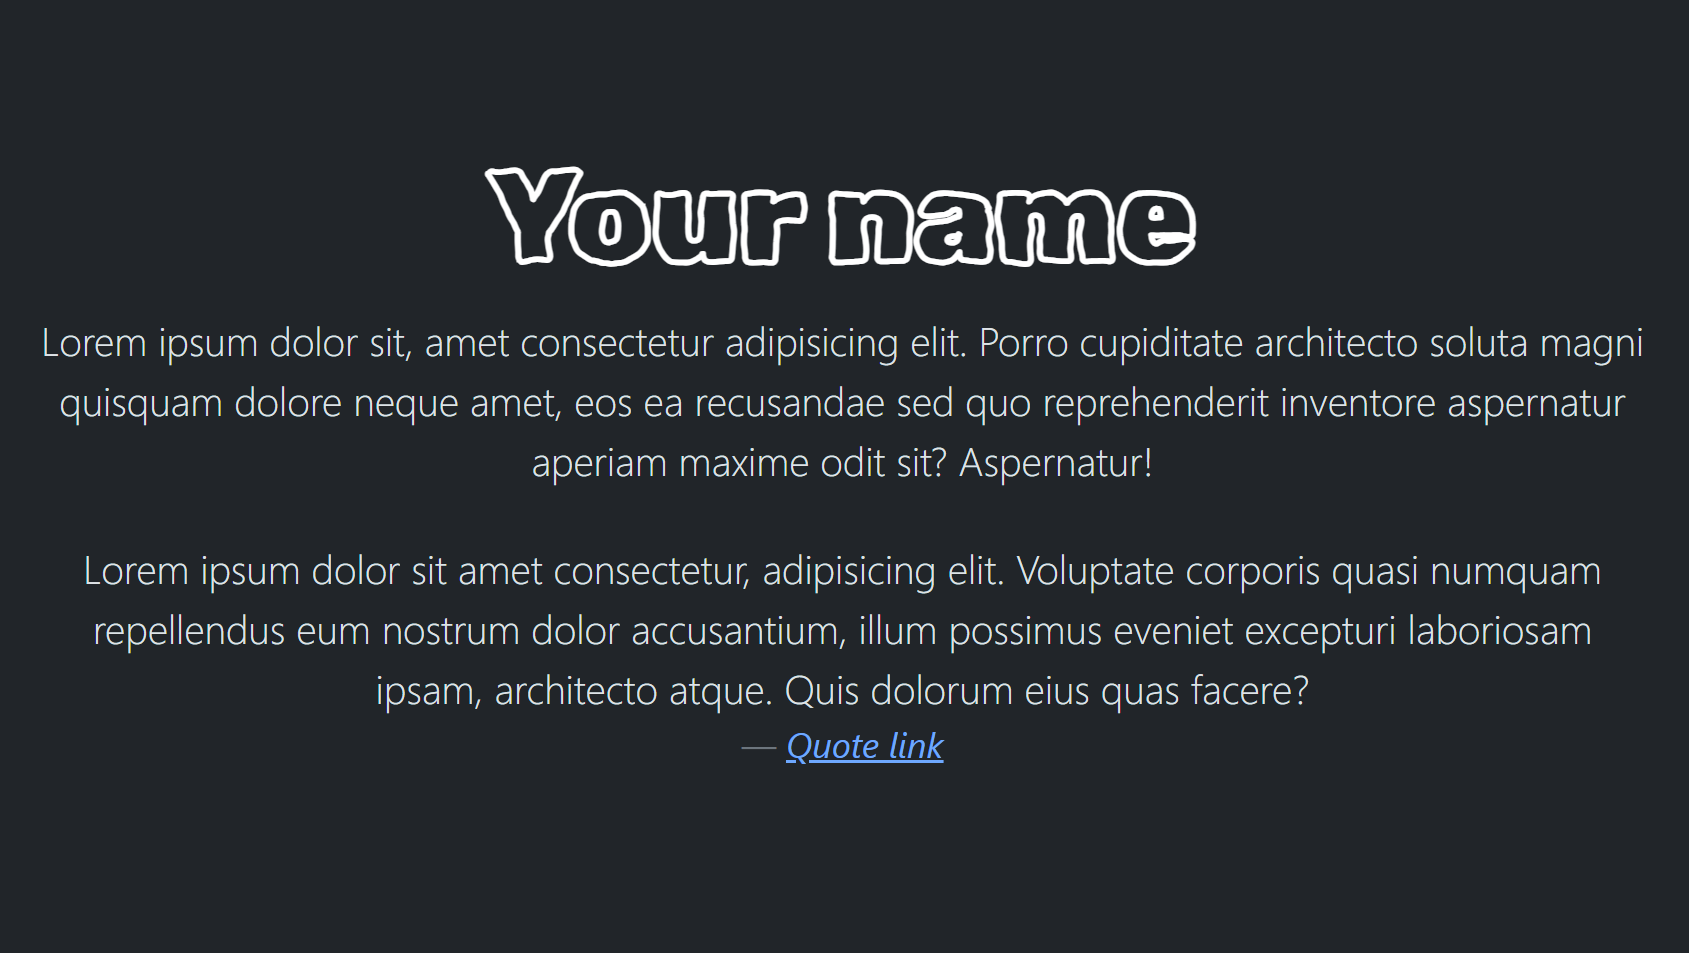 Your name
Lorem ipsum dolor sit, amet consectetur adipisicing elit. Porro cupiditate architecto soluta magni
quisquam dolore neque amet, eos ea recusandae sed quo reprehenderit inventore aspernatur
aperiam maxime odit sit? Aspernatur!
Lorem ipsum dolor sit amet consectetur, adipisicing elit. Voluptate corporis quasi numquam
repellendus eum nostrum dolor accusantium, illum possimus eveniet excepturi laboriosam
ipsam, architecto atque. Quis dolorum eius quas facere?
— Quote link